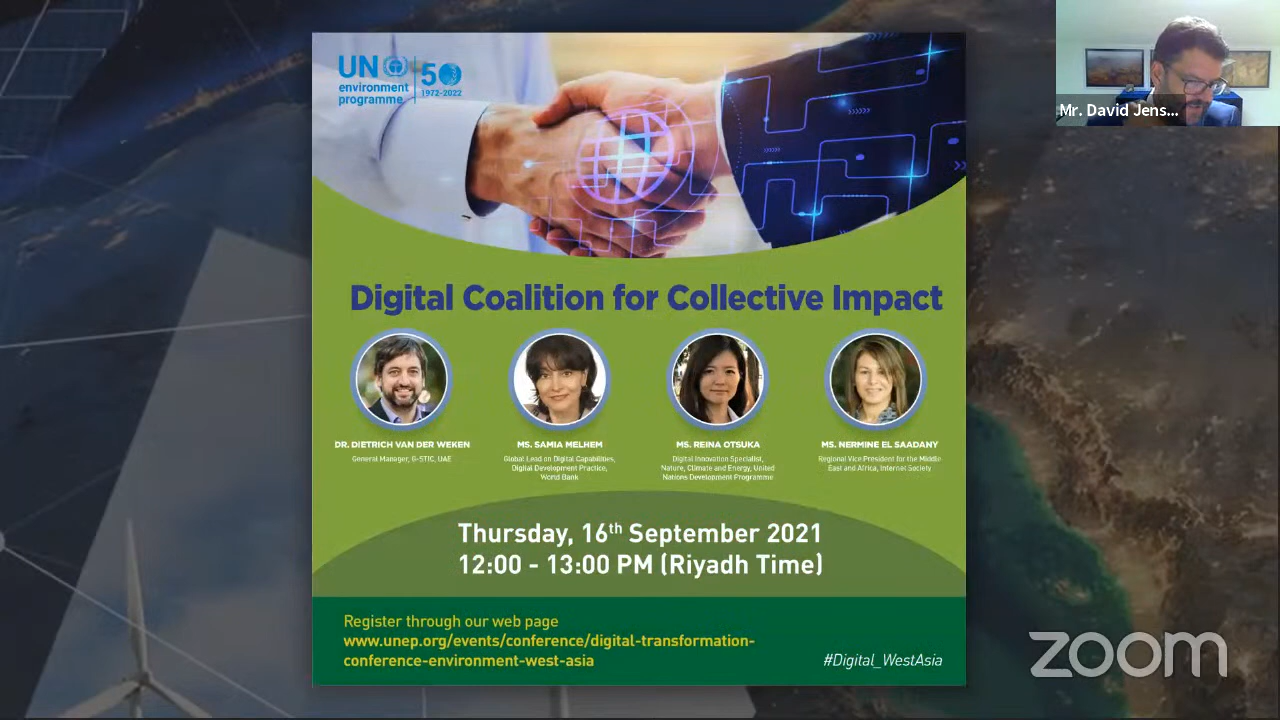 Mr. David Jens...
UN
environment
programme
50
1972-2022
Digital Coalition for Collective Impact
DR. DIETRICH VAN DER WEKEN
General Manager, G-STIC, UAE
MS. SAMIA MELHEM
Global Lead on Digital Capabilities,
Digital Development Practice,
World Bank
MS. REINA OTSUKA
Digital Innovation Specialist,
Nature, Climate and Energy, United
Nations Development Programme
MS. NERMINE EL SAADANY
Regional Vice President for the Middle
East and Africa, Internet Society
Thursday, 16th September 2021
12:00 - 13:00 PM (Riyadh Time)
Register through our web page
www.unep.org/events/conference/digital-transformation-
conference-environment-west-asia
#Digital_WestAsia
zoom